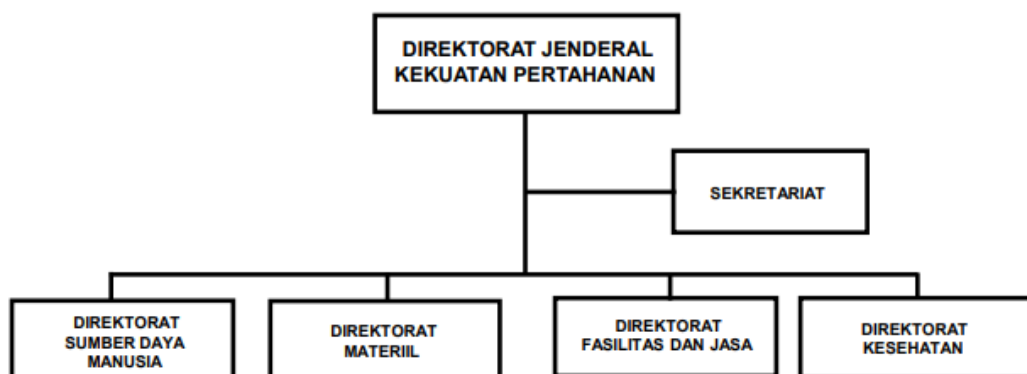 DIREKTORAT JENDERAL
KEKUATAN PERTAHANAN
SEKRETARIAT
DIREKTORAT
SUMBER DAYA
MANUSIA
DIREKTORAT
MATERIIL
DIREKTORAT
FASILITAS DAN JASA
DIREKTORAT
KESEHATAN